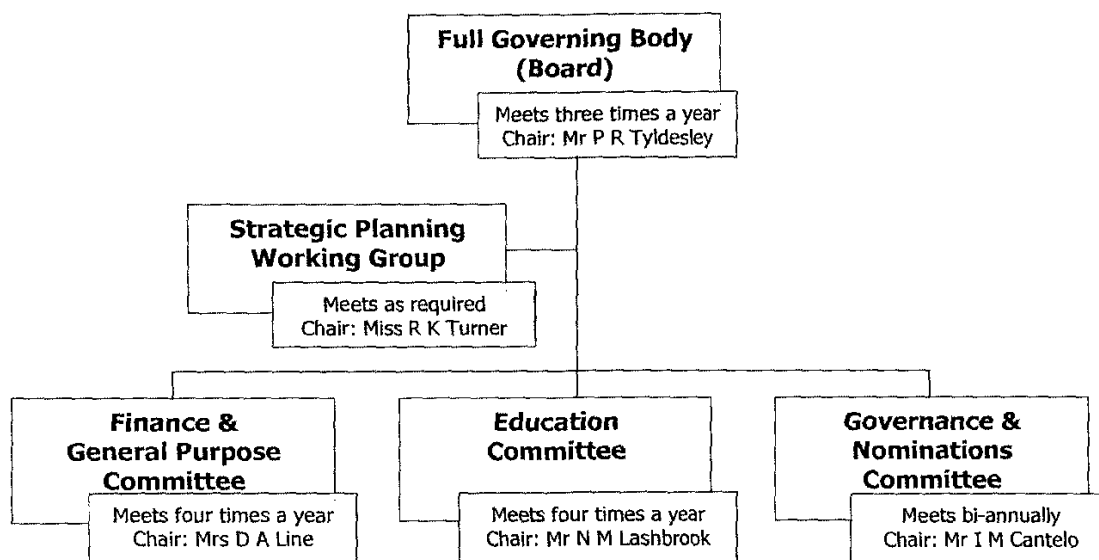 Full Governing Body
(Board)
Meets three times a year
Chair: Mr P R Tyldesley
Strategic Planning
Working Group
Meets as required
Chair: Miss R K Turner
Finance &
General Purpose
Committee
Meets four times a year
Chair: Mrs D A Line
Education
Committee
Meets four times a year
Chair: Mr N M Lashbrook
Governance &
Nominations
Committee
Meets bi-annually
Chair: Mr I M Cantelo